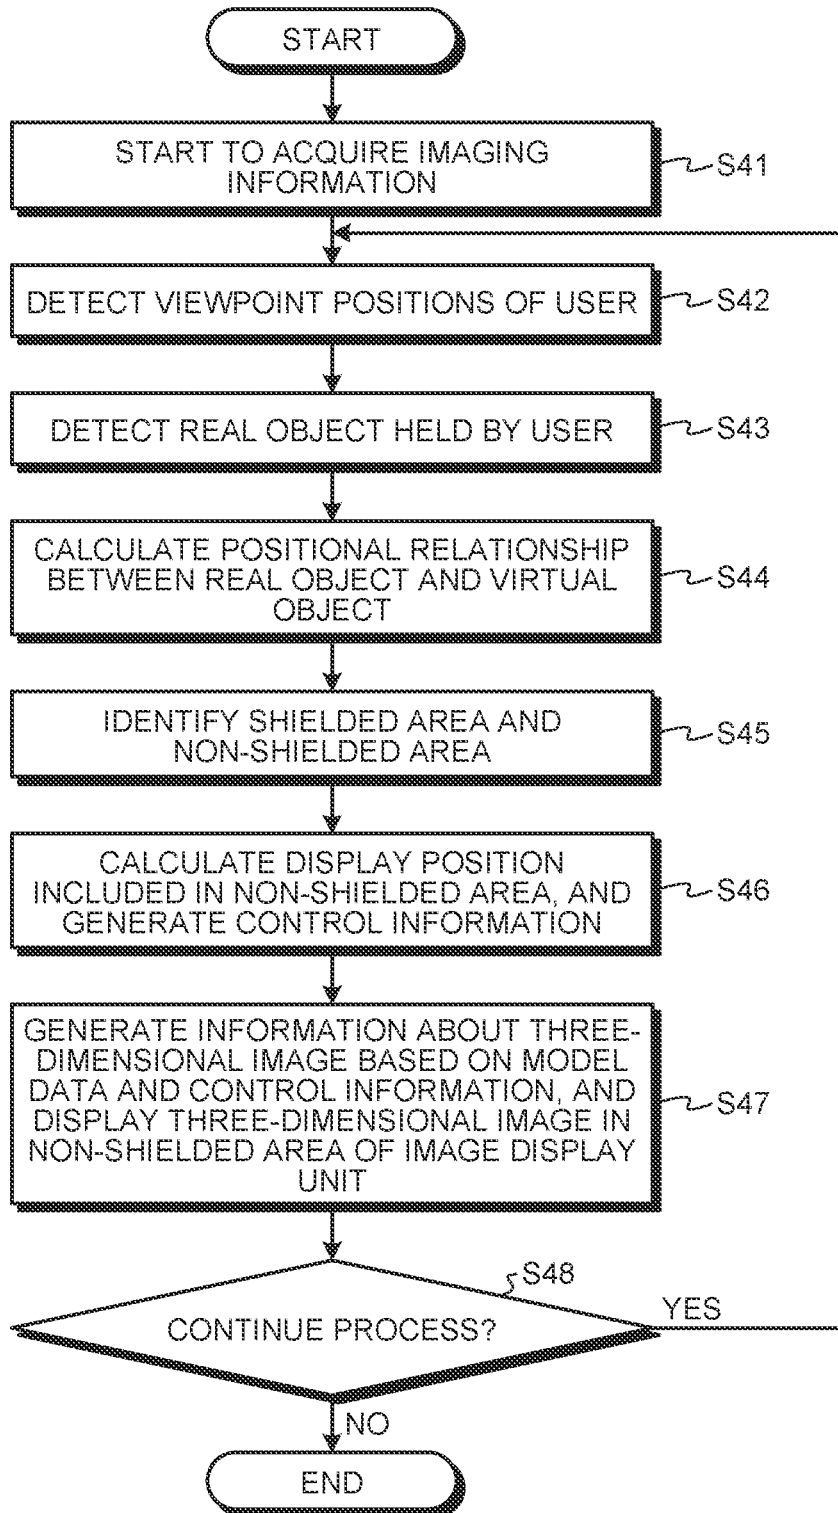 START
START TO ACQUIRE IMAGING
INFORMATION
S41
DETECT VIEWPOINT POSITIONS OF USER
S42
DETECT REAL OBJECT HELD BY USER
S43
CALCULATE POSITIONAL RELATIONSHIP
BETWEEN REAL OBJECT AND VIRTUAL
OBJECT
S44
IDENTIFY SHIELDED AREA AND
NON-SHIELDED AREA
S45
CALCULATE DISPLAY POSITION
INCLUDED IN NON-SHIELDED AREA, AND
GENERATE CONTROL INFORMATION
S46
GENERATE INFORMATION ABOUT THREE-
DIMENSIONAL IMAGE BASED ON MODEL
DATA AND CONTROL INFORMATION, AND
DISPLAY THREE-DIMENSIONAL IMAGE IN
NON-SHIELDED AREA OF IMAGE DISPLAY
UNIT
S47
S48
CONTINUE PROCESS?
YES
NO
END